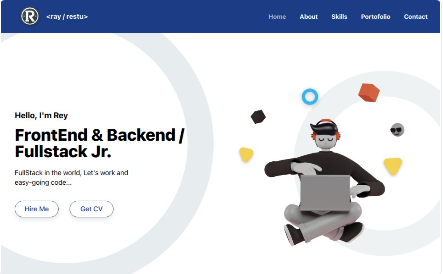 R <ray / restu> Home About Skills Portofolio Contact
Hello, I'm Rey
FrontEnd & Backend /
Fullstack Jr.
FullStack in the world, Let's work and
easy-going code...
Hire Me Get CV